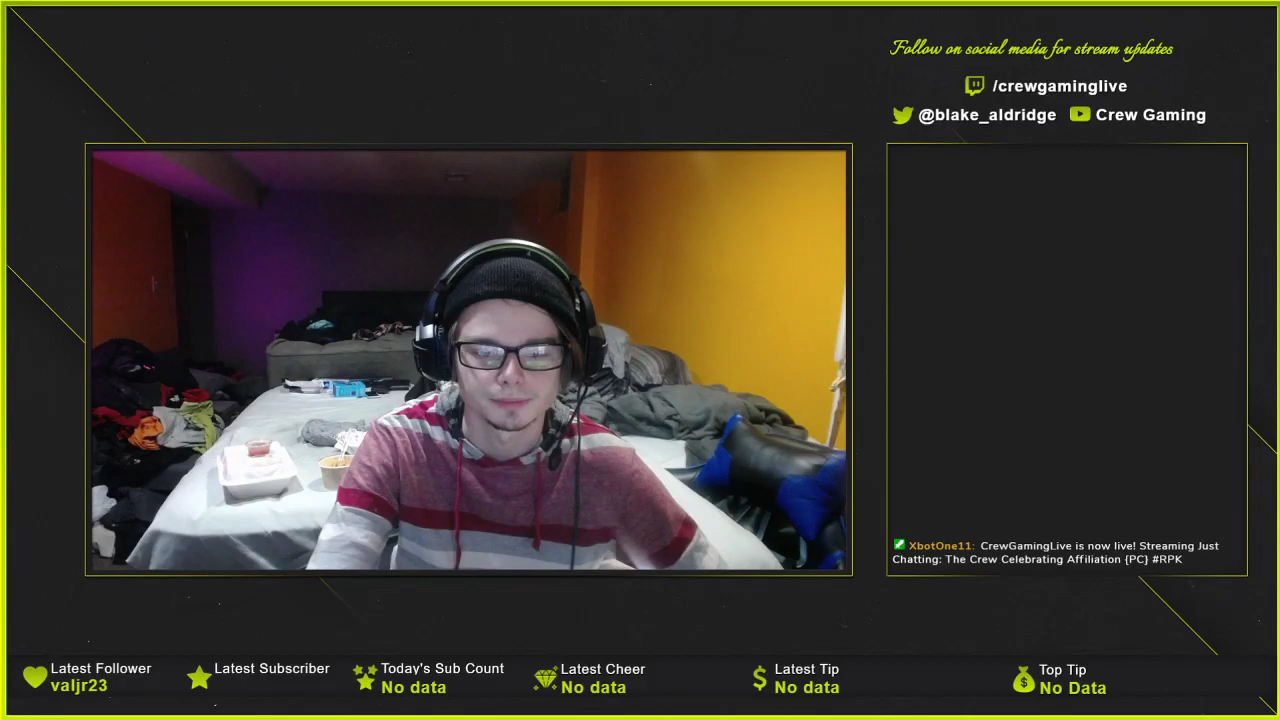 Follow on social media for stream updates
/crewgaminglive
@blake_aldridge Crew Gaming
XbotOne11: CrewGamingLive is now live! Streaming Just
Chatting: The Crew Celebrating Affiliation {PC} #RPK
Latest Follower
valjr23
Latest Subscriber
Today's Sub Count
No data
Latest Cheer
No data
Latest Tip
No data
Top Tip
No Data